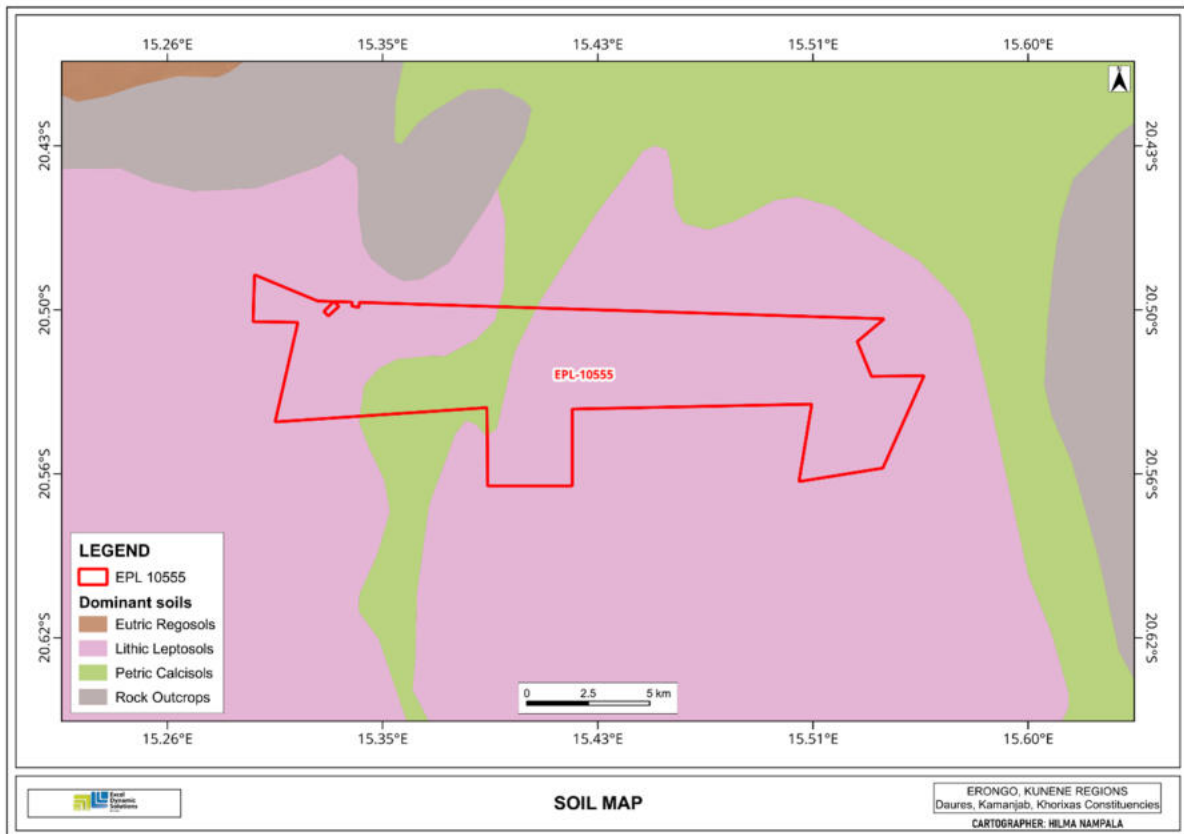 15.26°E 15.35°E 15.43°E 15.51°E 15.60°E
20.43°S 20.43°S
20.50°S 20.50°S
EPL-10555
20.56°S 20.56°S
LEGEND
EPL 10555
Dominant soils
Eutric Regosols
Lithic Leptosols
Petric Calcisols
Rock Outcrops
20.62°S 20.62°S
0 2.5 5 km
15.26°E 15.35°E 15.43°E 15.51°E 15.60°E
Excel
Dynamic
Solutions
SOIL MAP
ERONGO, KUNENE REGIONS
Daures, Kamanjab, Khorixas Constituencies
CARTOGRAPHER: HILMA NAMPALA